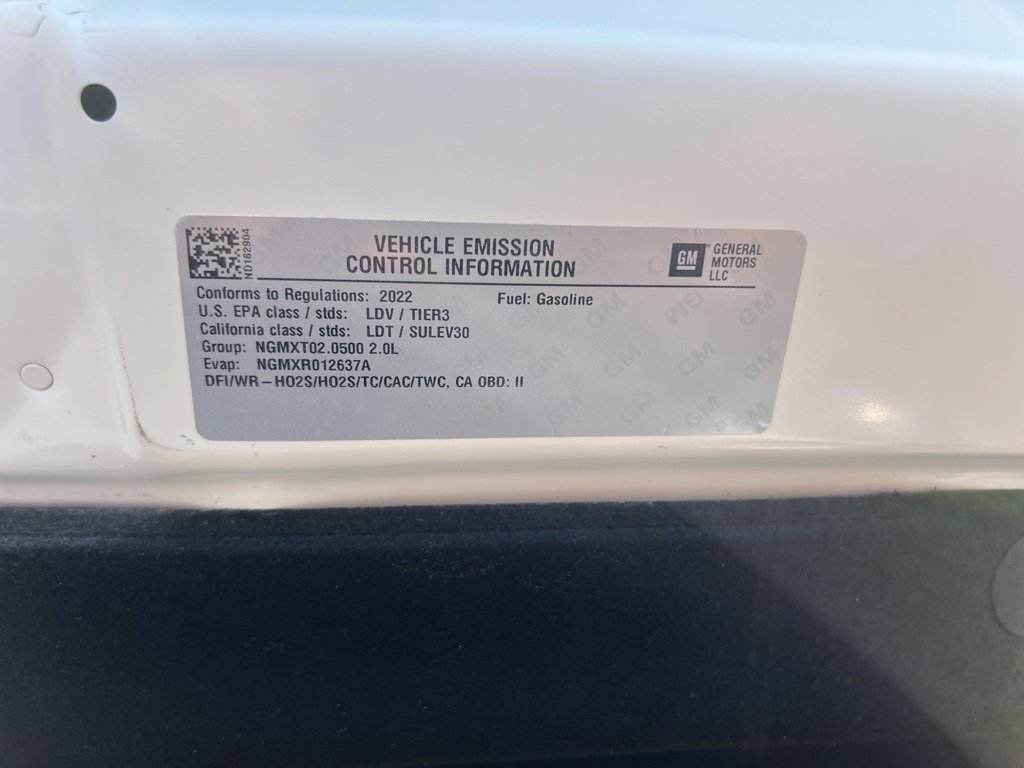 ND162904
VEHICLE EMISSION
CONTROL INFORMATION
GM
GENERAL
MOTORS
LLC
Conforms to Regulations: 2022 Fuel: Gasoline
U.S. EPA class / stds: LDV / TIER3
California class / stds: LDT / SULEV30
Group: NGMXT02.0500 2.0L
Evap: NGMXR012637A
DFI/WR-HO2S/HO2S/TC/CAC/TWC, CA OBD: II